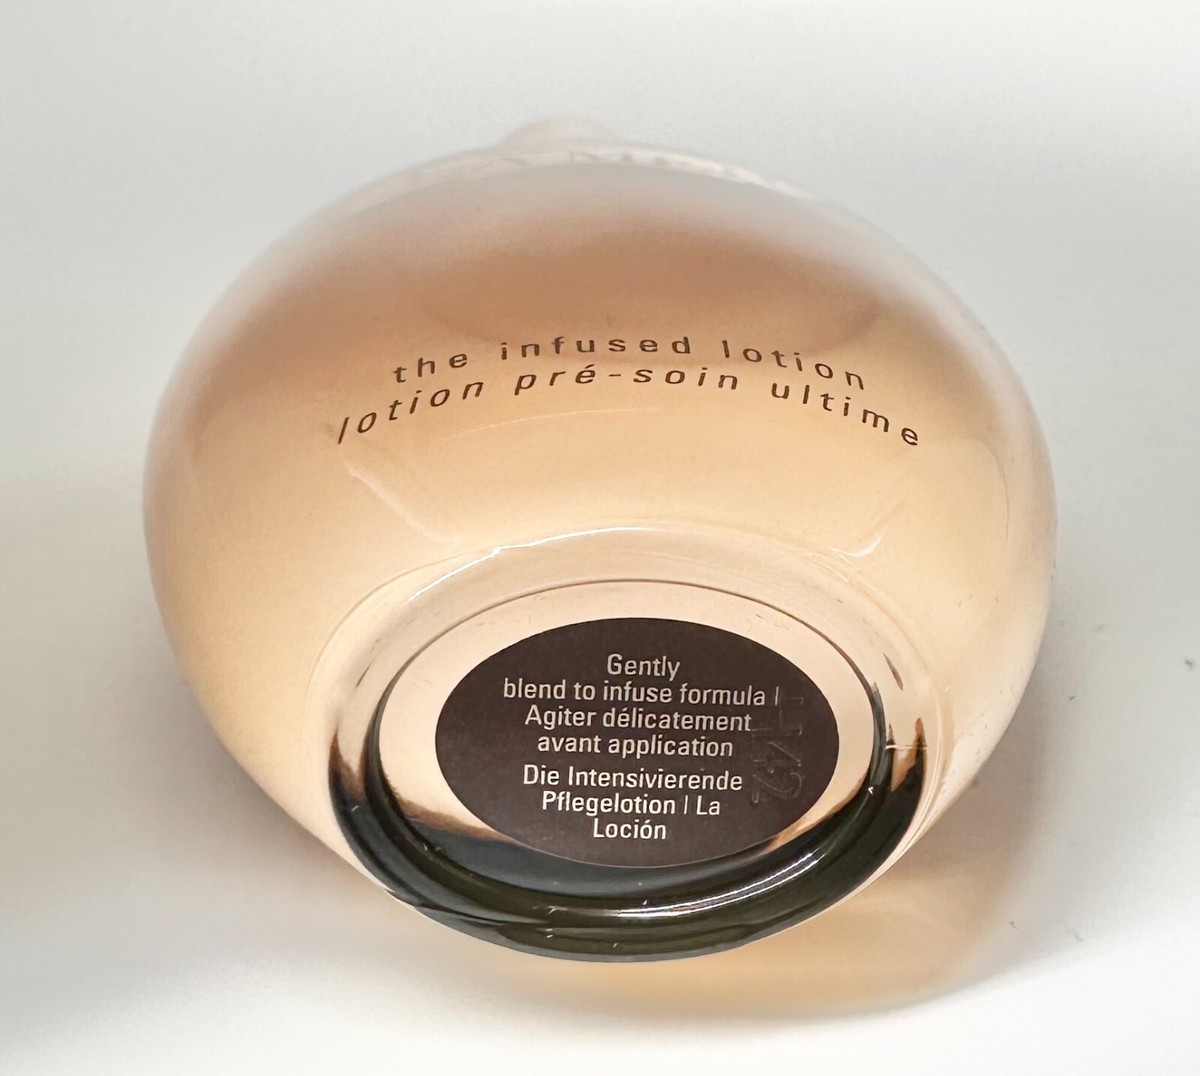 the infused lotion
lotion pré-soin ultime
Gently
blend to infuse formula |
Agiter délicatement
avant application
Die Intensivierende
Pflegelotion | La
Loción